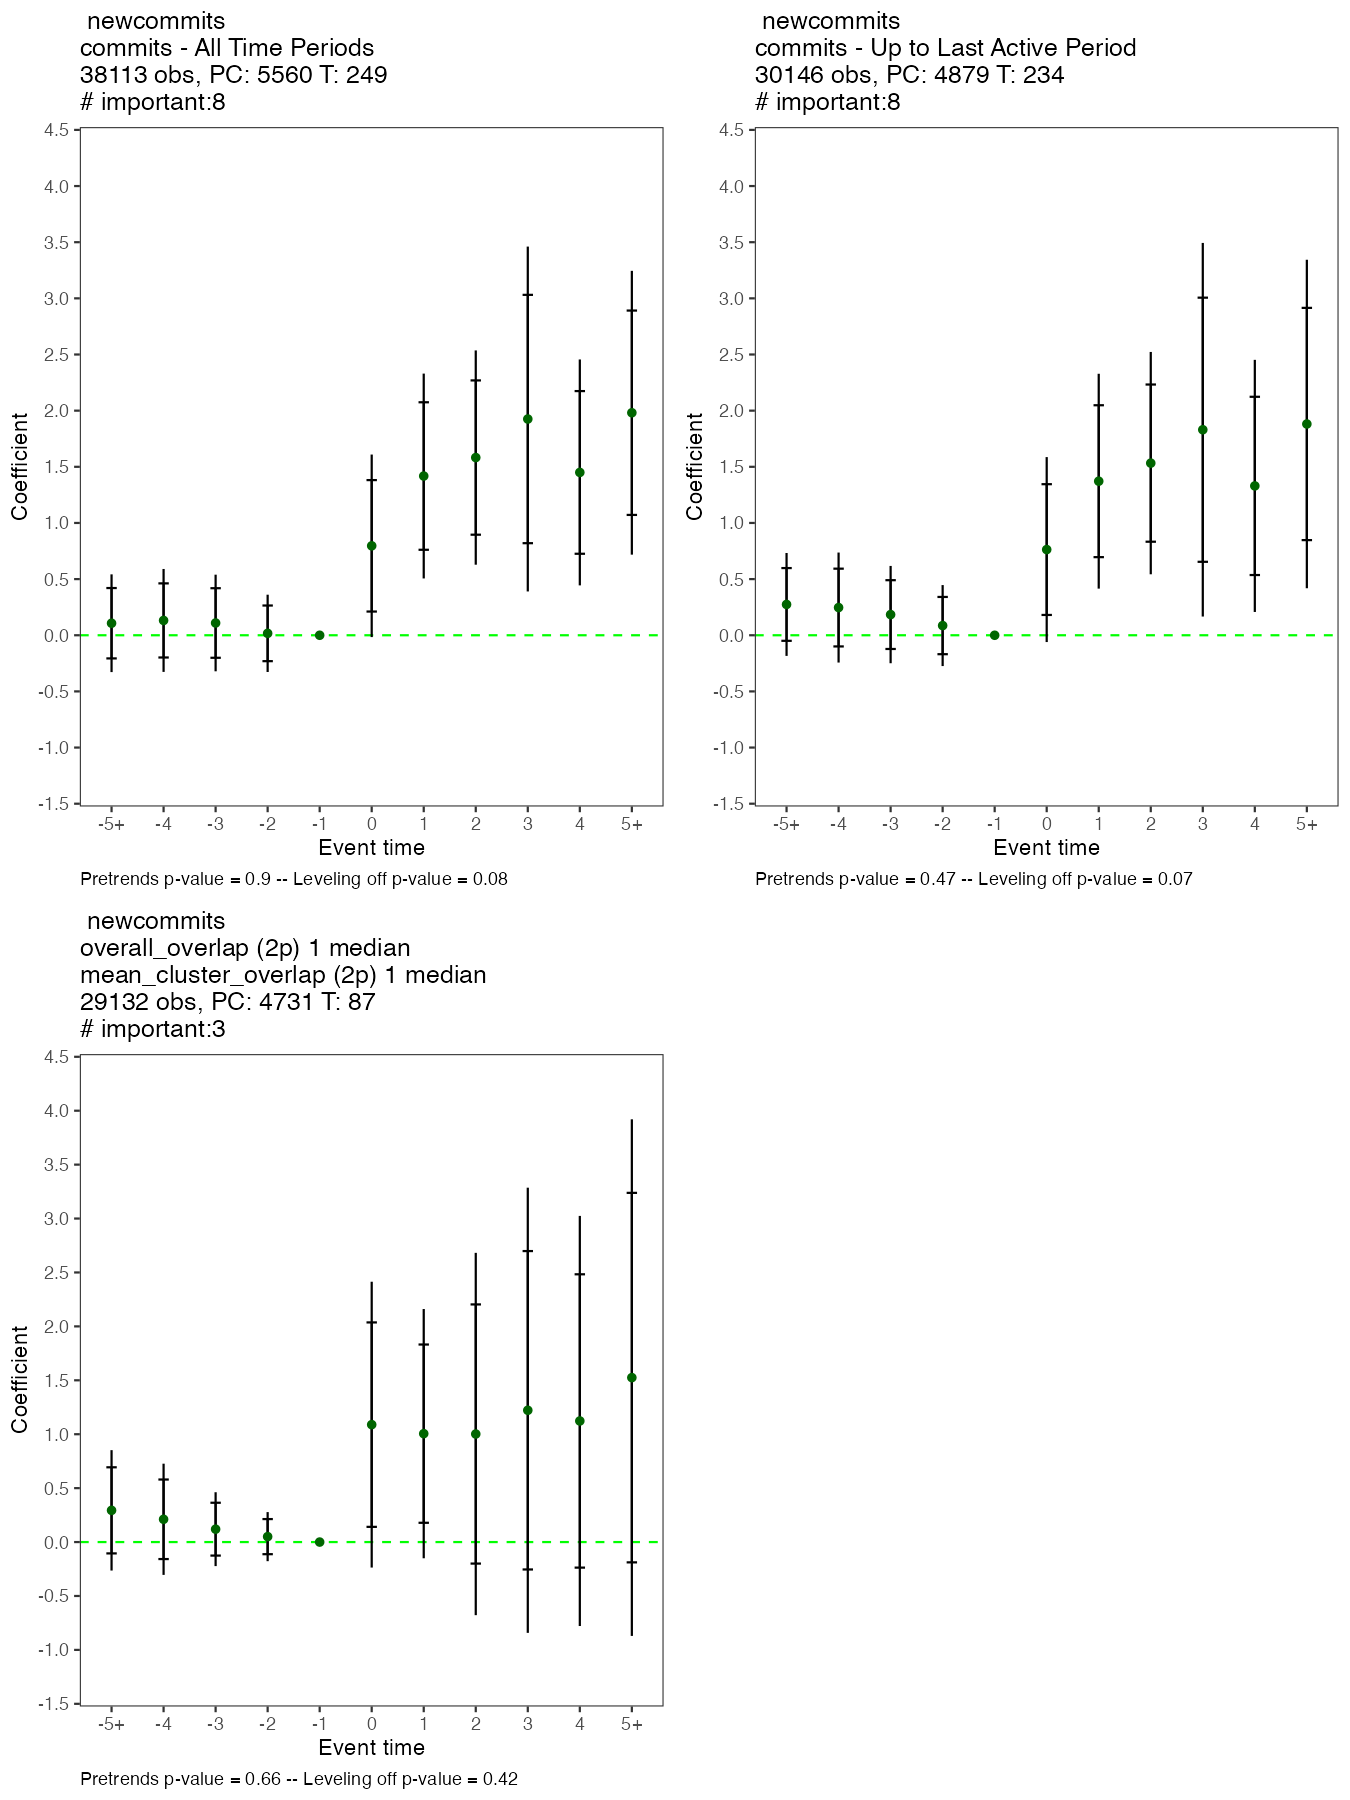 newcommits
commits - All Time Periods
38113 obs, PC: 5560 T: 249
# important:8
4.5
4.0
3.5
3.0
2.5
2.0
1.5
1.0
0.5
0.0
-0.5
-1.0
-1.5
Coefficient
-5+ -4 -3 -2 -1 0 1 2 3 4 5+
Event time
Pretrends p-value = 0.9 -- Leveling off p-value = 0.08
newcommits
commits - Up to Last Active Period
30146 obs, PC: 4879 T: 234
# important:8
4.5
4.0
3.5
3.0
2.5
2.0
1.5
1.0
0.5
0.0
-0.5
-1.0
-1.5
Coefficient
-5+ -4 -3 -2 -1 0 1 2 3 4 5+
Event time
Pretrends p-value = 0.47 -- Leveling off p-value = 0.07
newcommits
overall_overlap (2p) 1 median
mean_cluster_overlap (2p) 1 median
29132 obs, PC: 4731 T: 87
# important:3
4.5
4.0
3.5
3.0
2.5
2.0
1.5
1.0
0.5
0.0
-0.5
-1.0
-1.5
Coefficient
-5+ -4 -3 -2 -1 0 1 2 3 4 5+
Event time
Pretrends p-value = 0.66 -- Leveling off p-value = 0.42